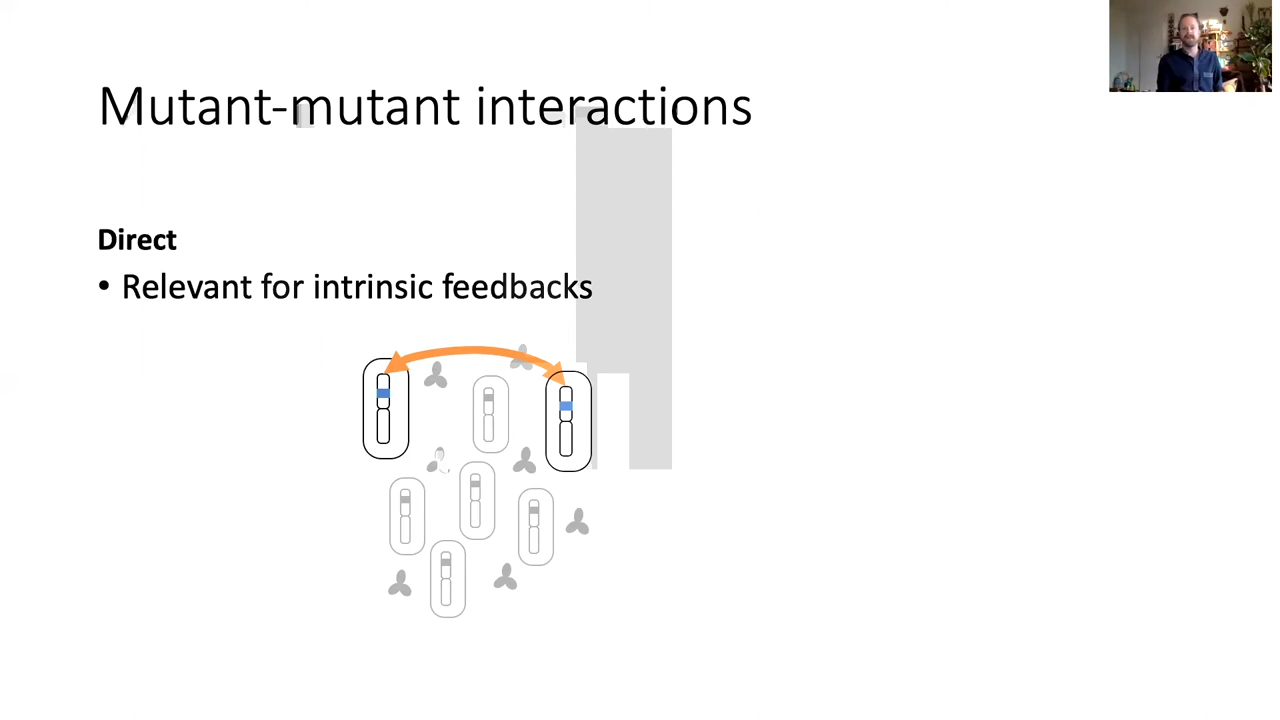 Mutant-mutant interactions
Direct
• Relevant for intrinsic feedbacks